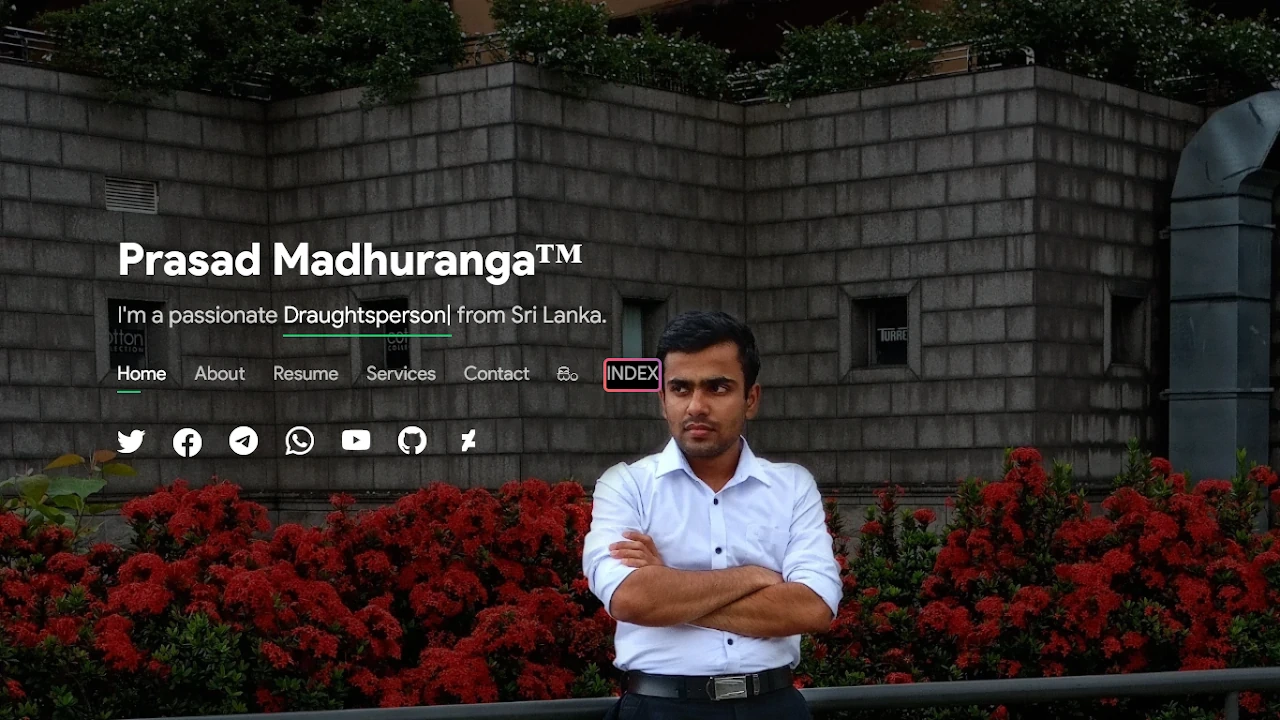 Prasad Madhuranga™
I'm a passionate Draughtsperson| from Sri Lanka.
Home About Resume Services Contact සිං INDEX